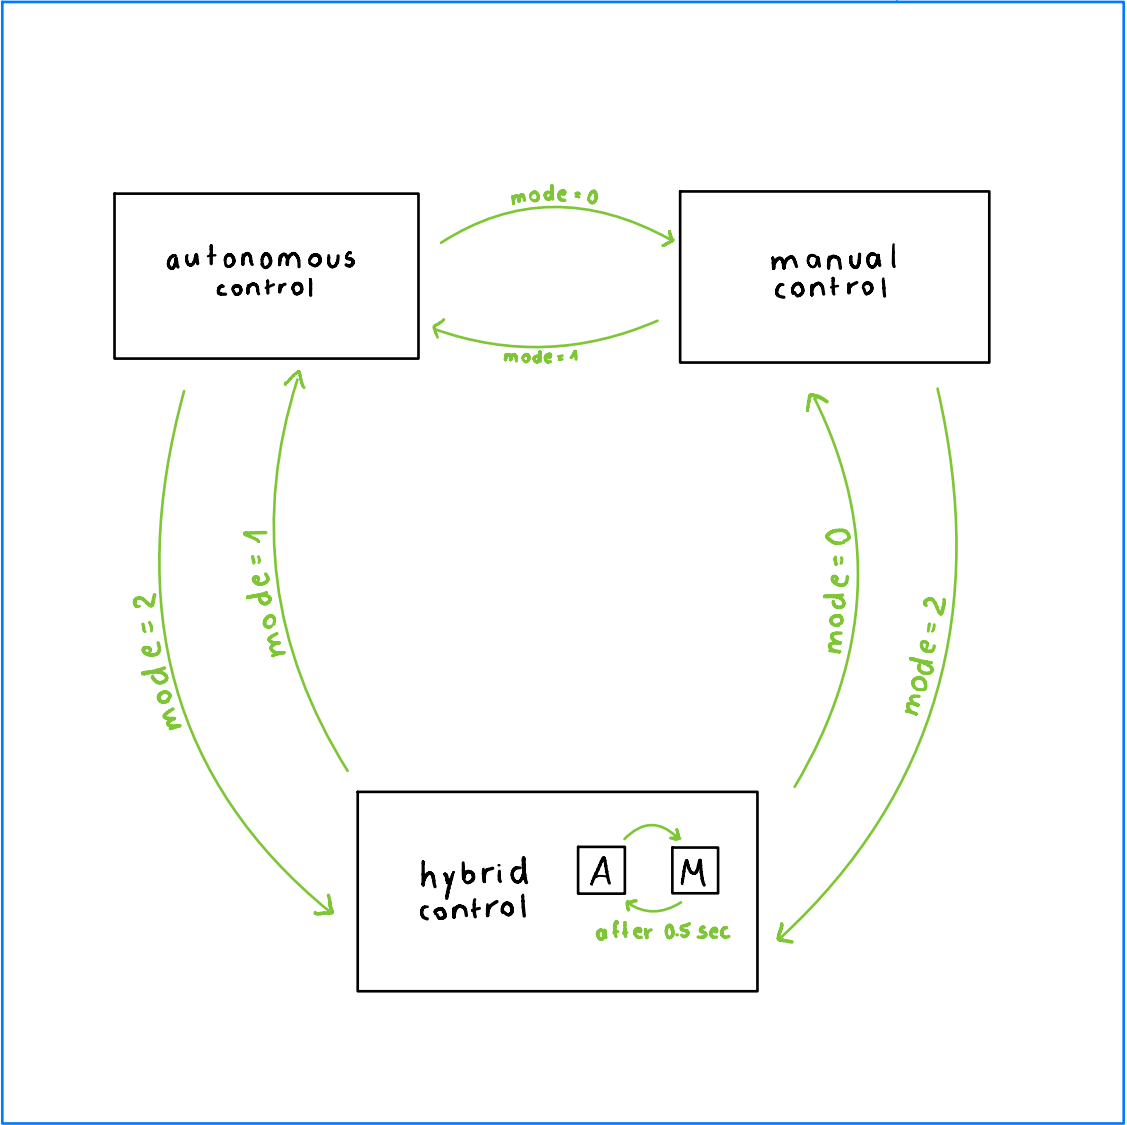 mode=0
autonomous
control
manual
control
mode=1
mode=2
mode=1
mode=0
mode=2
hybrid
control
A
M
after 0.5 sec